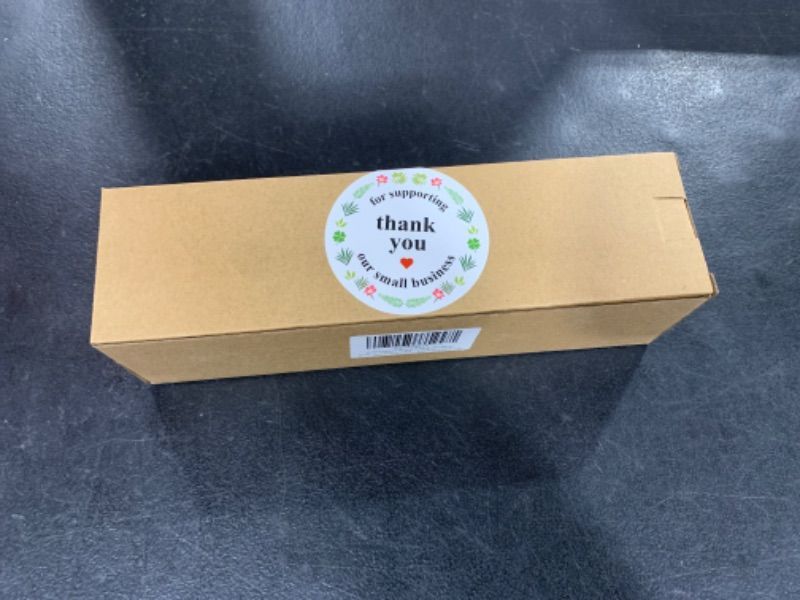 for supporting
thank
you
our small business